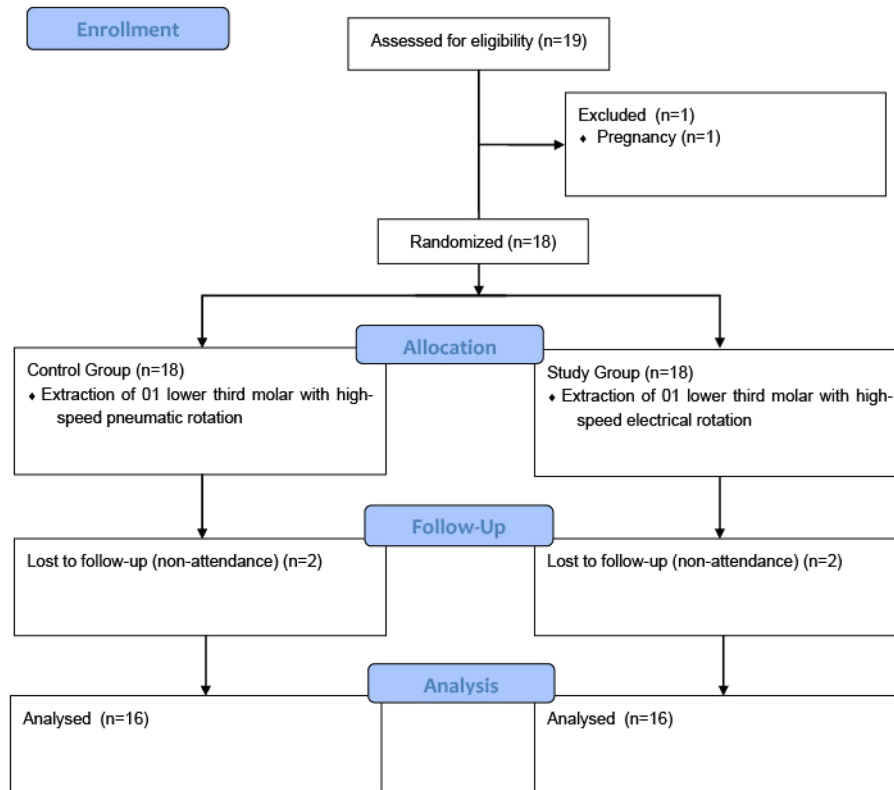 Enrollment
Assessed for eligibility (n=19)
Excluded (n=1)
♦ Pregnancy (n=1)
Randomized (n=18)
Allocation
Control Group (n=18)
♦ Extraction of 01 lower third molar with high-
speed pneumatic rotation
Study Group (n=18)
♦ Extraction of 01 lower third molar with high-
speed electrical rotation
Follow-Up
Lost to follow-up (non-attendance) (n=2)
Lost to follow-up (non-attendance) (n=2)
Analysis
Analysed (n=16)
Analysed (n=16)